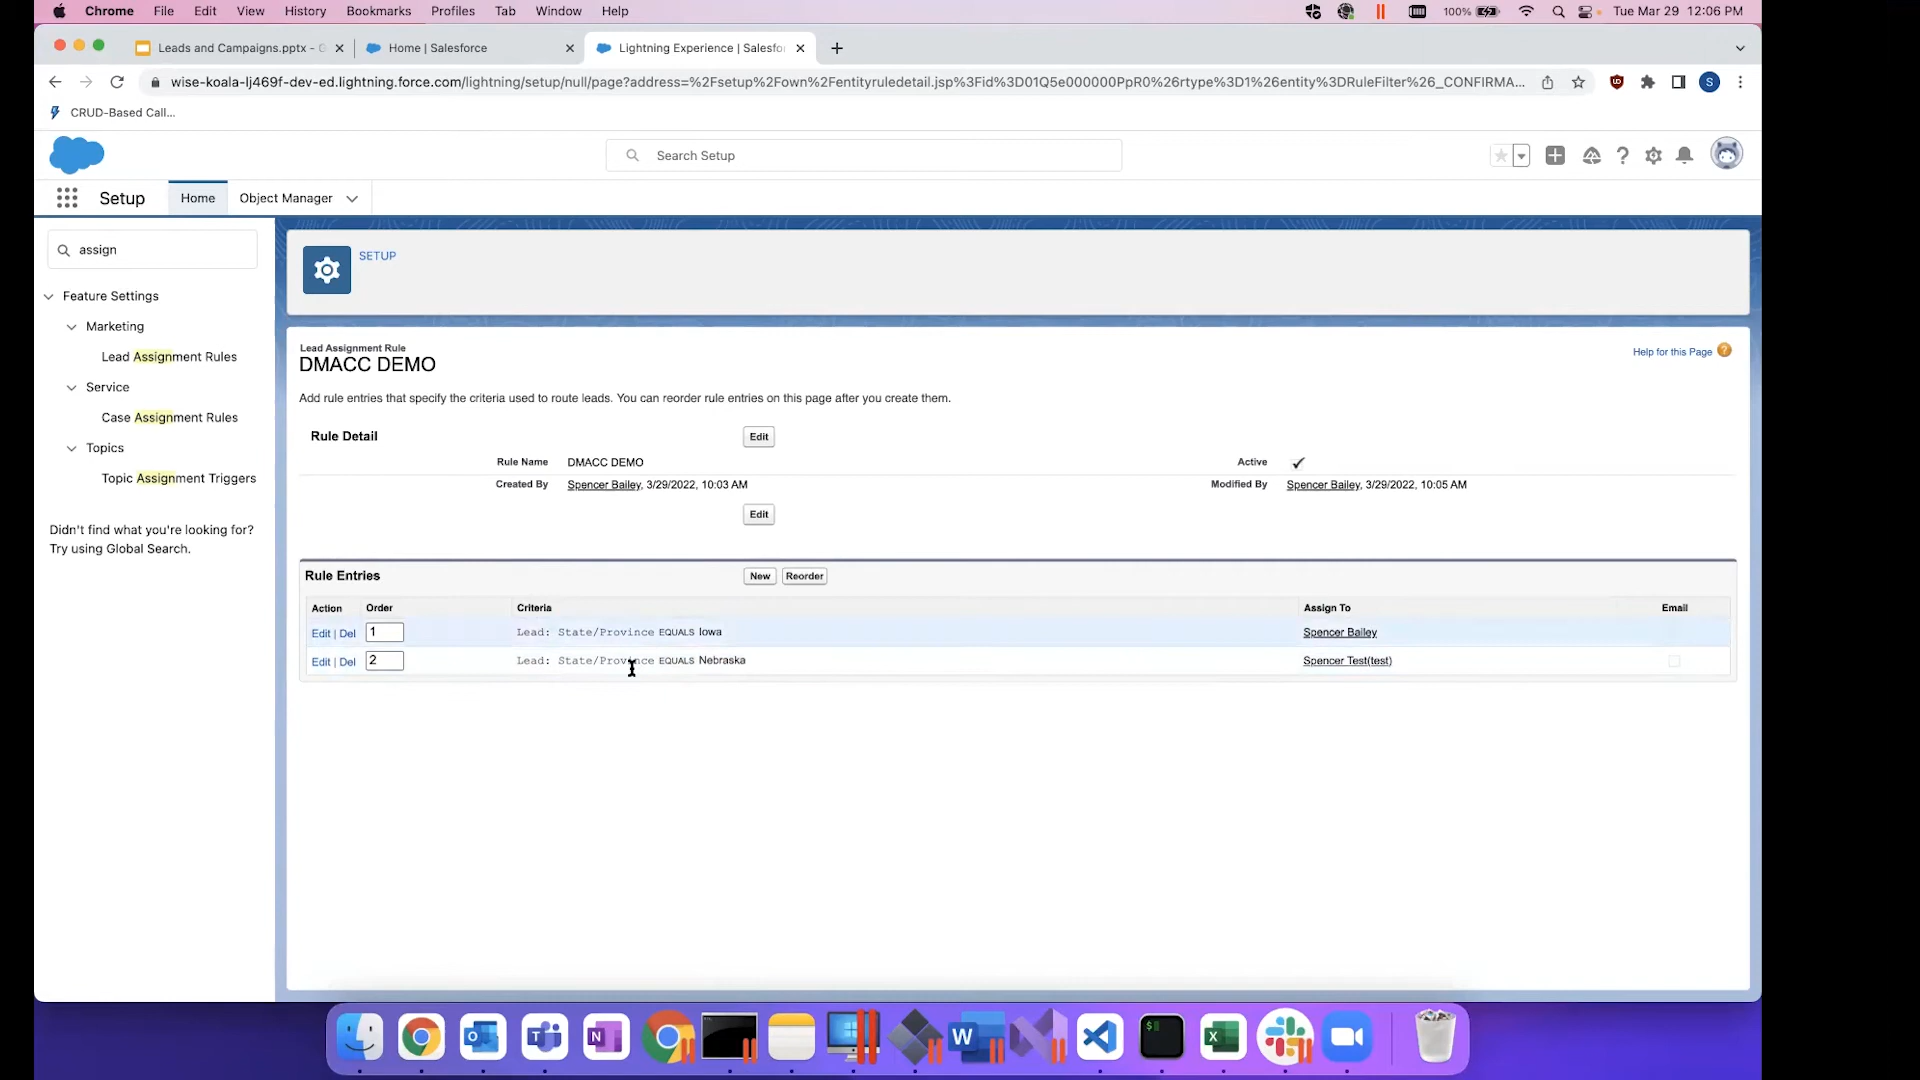 Chrome File Edit View History Bookmarks Profiles Tab Window Help 100% Tue Mar 29 12:06 PM
Leads and Campaigns.pptx - Home | Salesforce Lightning Experience | Salesfo
wise-koala-lj469f-dev-ed.lightning.force.com/lightning/setup/null/page?address=%2Fsetup%2Fown%2Fentityruledetail.jsp%3Fid%3D01Q5e000000PpR0%26rtype%3D1%26entity%3DRuleFilter%26_CONFIRMA... S
CRUD-Based Call...
Search Setup
Setup Home Object Manager
assign
SETUP
Feature Settings
Marketing
Lead Assignment Rules
Service
Case Assignment Rules
Topics
Topic Assignment Triggers
Didn't find what you're looking for?
Try using Global Search.
Lead Assignment Rule
DMACC DEMO
Help for this Page ?
Add rule entries that specify the criteria used to route leads. You can reorder rule entries on this page after you create them.
Rule Detail Edit
Rule Name DMACC DEMO Active
Created By Spencer Bailey, 3/29/2022, 10:03 AM Modified By Spencer Bailey, 3/29/2022, 10:05 AM
Edit
Rule Entries New Reorder
Action Order Criteria Assign To Email
Edit | Del 1 Lead: State/Province EQUALS Iowa Spencer Bailey
Edit | Del 2 Lead: State/Province EQUALS Nebraska Spencer Test(test)